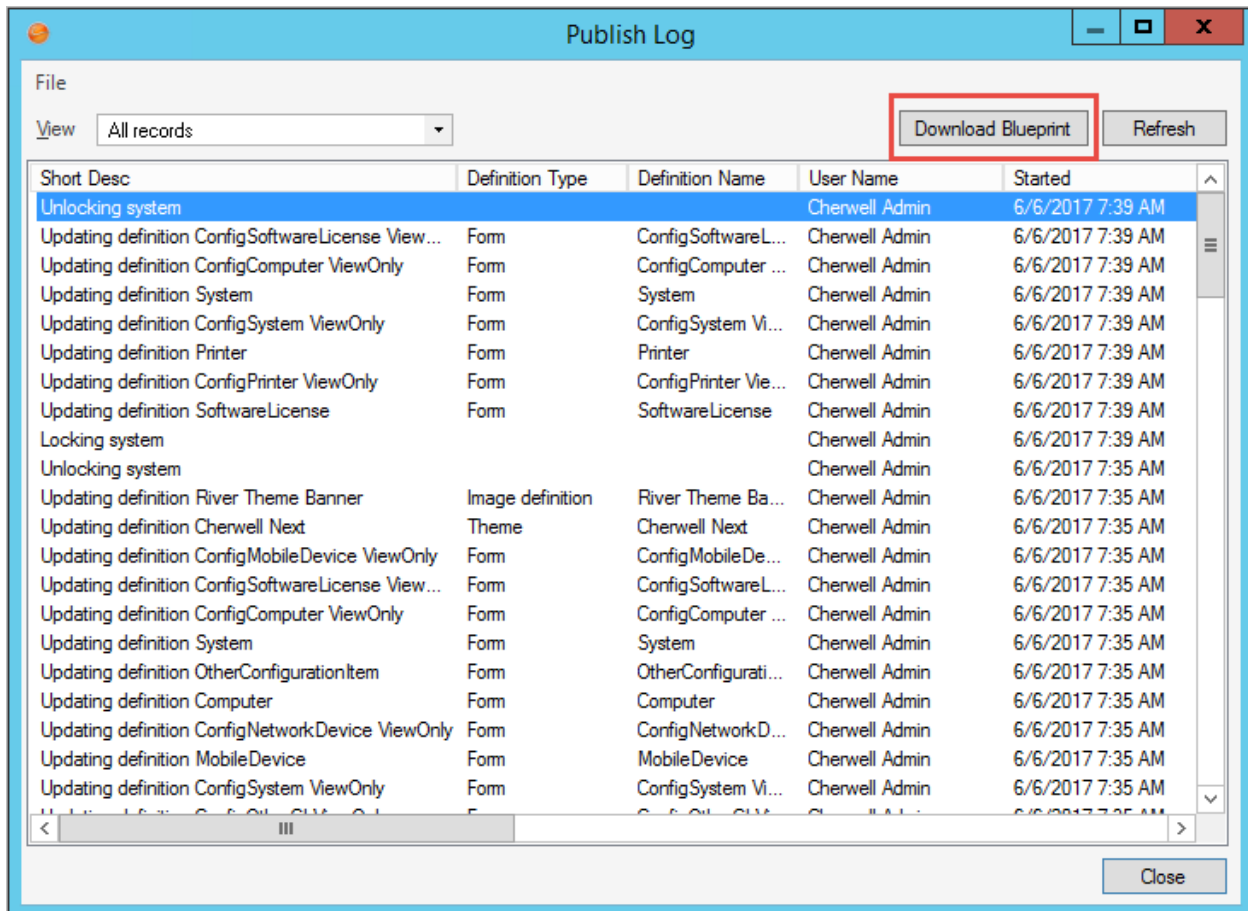 Publish Log
File
View All records Download Blueprint Refresh
Short Desc Definition Type Definition Name User Name Started
Unlocking system Cherwell Admin 6/6/2017 7:39 AM
Updating definition ConfigSoftwareLicense View... Form ConfigSoftwareL... Cherwell Admin 6/6/2017 7:39 AM
Updating definition ConfigComputer ViewOnly Form ConfigComputer ... Cherwell Admin 6/6/2017 7:39 AM
Updating definition System Form System Cherwell Admin 6/6/2017 7:39 AM
Updating definition ConfigSystem ViewOnly Form ConfigSystem Vi... Cherwell Admin 6/6/2017 7:39 AM
Updating definition Printer Form Printer Cherwell Admin 6/6/2017 7:39 AM
Updating definition ConfigPrinter ViewOnly Form ConfigPrinter Vie... Cherwell Admin 6/6/2017 7:39 AM
Updating definition SoftwareLicense Form SoftwareLicense Cherwell Admin 6/6/2017 7:39 AM
Locking system Cherwell Admin 6/6/2017 7:39 AM
Unlocking system Cherwell Admin 6/6/2017 7:35 AM
Updating definition River Theme Banner Image definition River Theme Ba... Cherwell Admin 6/6/2017 7:35 AM
Updating definition Cherwell Next Theme Cherwell Next Cherwell Admin 6/6/2017 7:35 AM
Updating definition ConfigMobileDevice ViewOnly Form ConfigMobileDe... Cherwell Admin 6/6/2017 7:35 AM
Updating definition ConfigSoftwareLicense View... Form ConfigSoftwareL... Cherwell Admin 6/6/2017 7:35 AM
Updating definition ConfigComputer ViewOnly Form ConfigComputer ... Cherwell Admin 6/6/2017 7:35 AM
Updating definition System Form System Cherwell Admin 6/6/2017 7:35 AM
Updating definition OtherConfigurationItem Form OtherConfigurati... Cherwell Admin 6/6/2017 7:35 AM
Updating definition Computer Form Computer Cherwell Admin 6/6/2017 7:35 AM
Updating definition ConfigNetworkDevice ViewOnly Form ConfigNetworkD... Cherwell Admin 6/6/2017 7:35 AM
Updating definition MobileDevice Form MobileDevice Cherwell Admin 6/6/2017 7:35 AM
Updating definition ConfigSystem ViewOnly Form ConfigSystem Vi... Cherwell Admin 6/6/2017 7:35 AM
Close